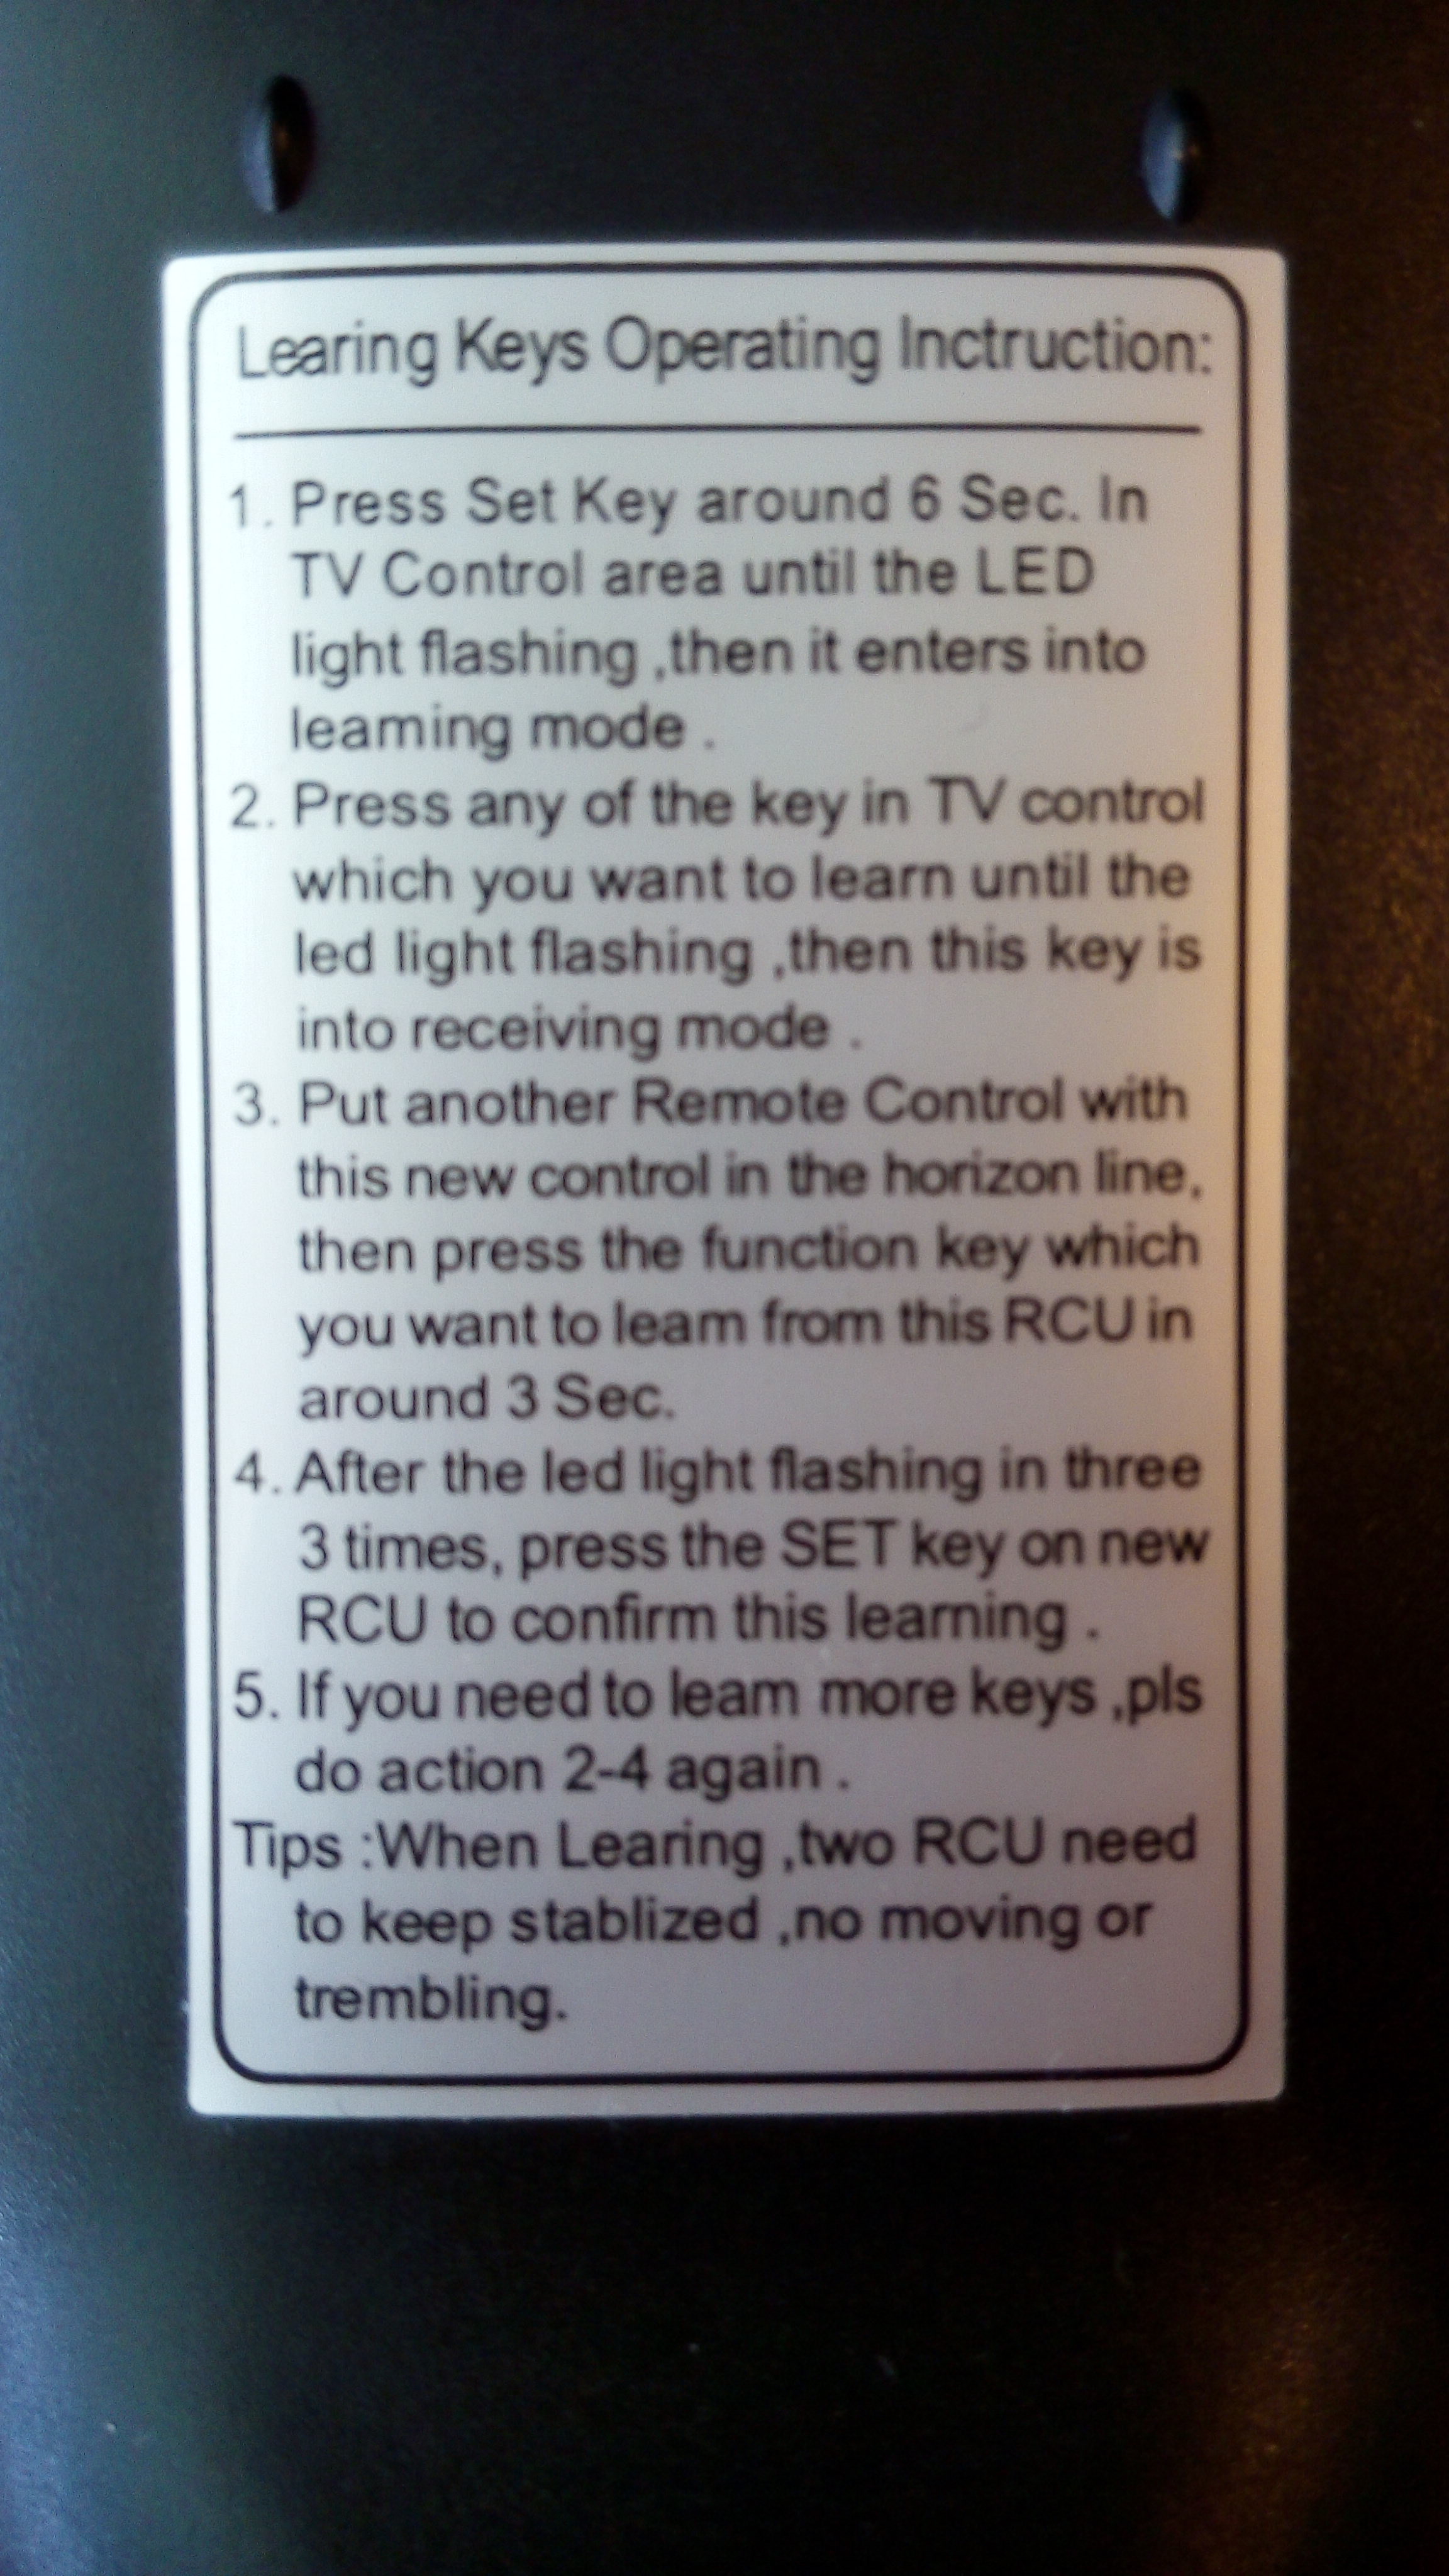 Learing Keys Operating Inctruction:
1. Press Set Key around 6 Sec. In
TV Control area until the LED
light flashing ,then it enters into
learning mode .
2. Press any of the key in TV control
which you want to learn until the
led light flashing ,then this key is
into receiving mode .
3. Put another Remote Control with
this new control in the horizon line,
then press the function key which
you want to learn from this RCU in
around 3 Sec.
4. After the led light flashing in three
3 times, press the SET key on new
RCU to confirm this learning .
5. If you need to learn more keys ,pls
do action 2-4 again .
Tips :When Learing ,two RCU need
to keep stablized ,no moving or
trembling.